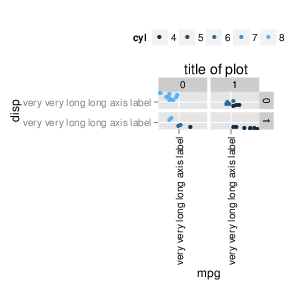 cyl 4 5 6 7 8
title of plot
0 1
0
1
disp
very very long long axis label
very very long long axis label
very very long long axis label
very very long long axis label
mpg